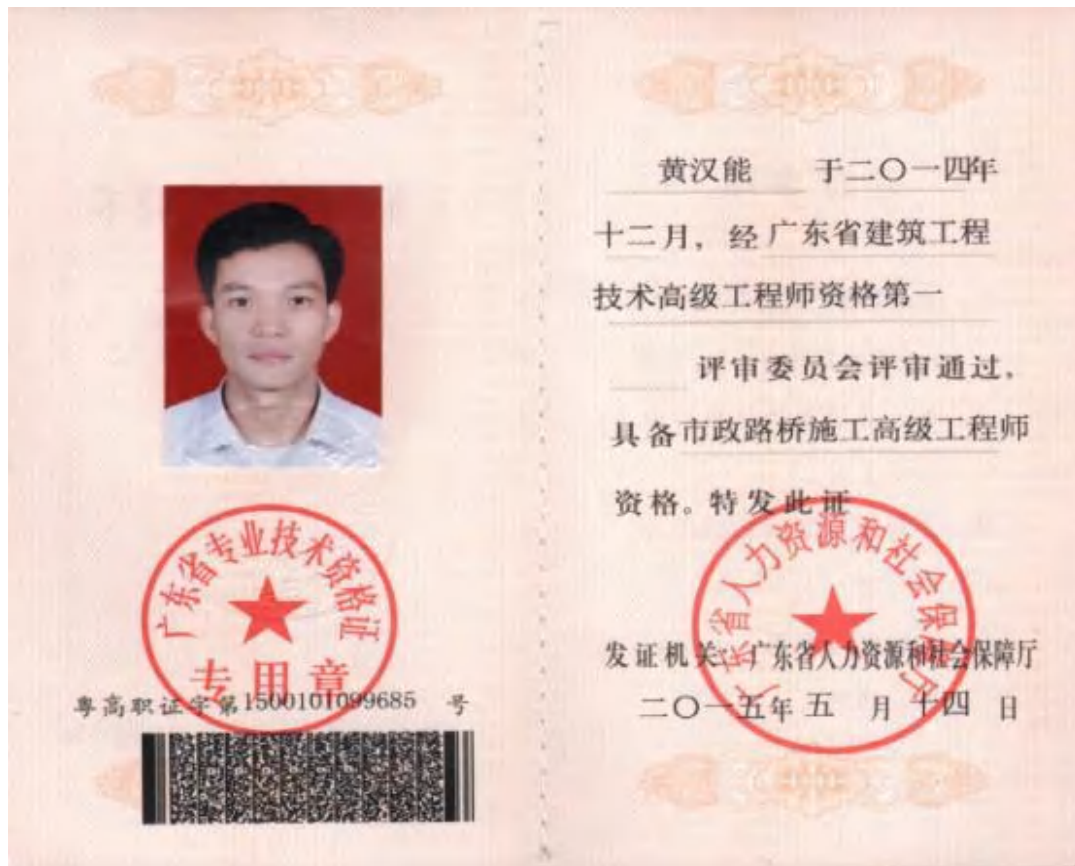 广东省专业技术资格证
专用章
粤高职证字第1500101099685 号
黄汉能 于二〇一四年
十二月，经广东省建筑工程
技术高级工程师资格第一
评审委员会评审通过，
具备市政路桥施工高级工程师
资格。特发此证
广东省人力资源和社会保障厅
发证机关：广东省人力资源和社会保障厅
二〇一五年五 月十四 日